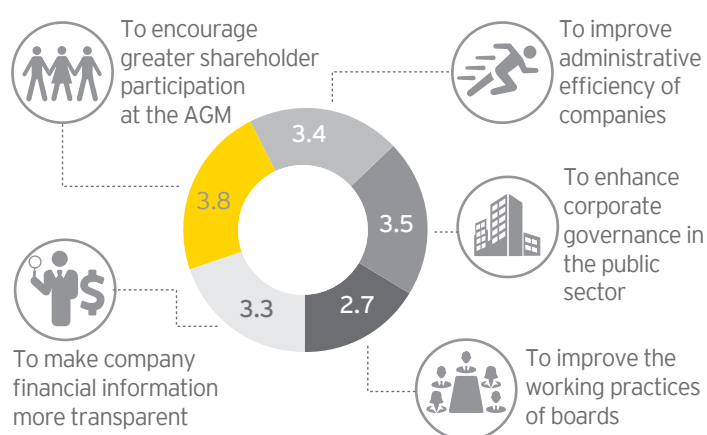 To encourage
greater shareholder
participation
at the AGM
To improve
administrative
efficiency of
companies
3.4
3.8
3.5
To enhance
corporate
governance in
the public
sector
3.3
2.7
$
To make company
financial information
more transparent
To improve the
working practices
of boards